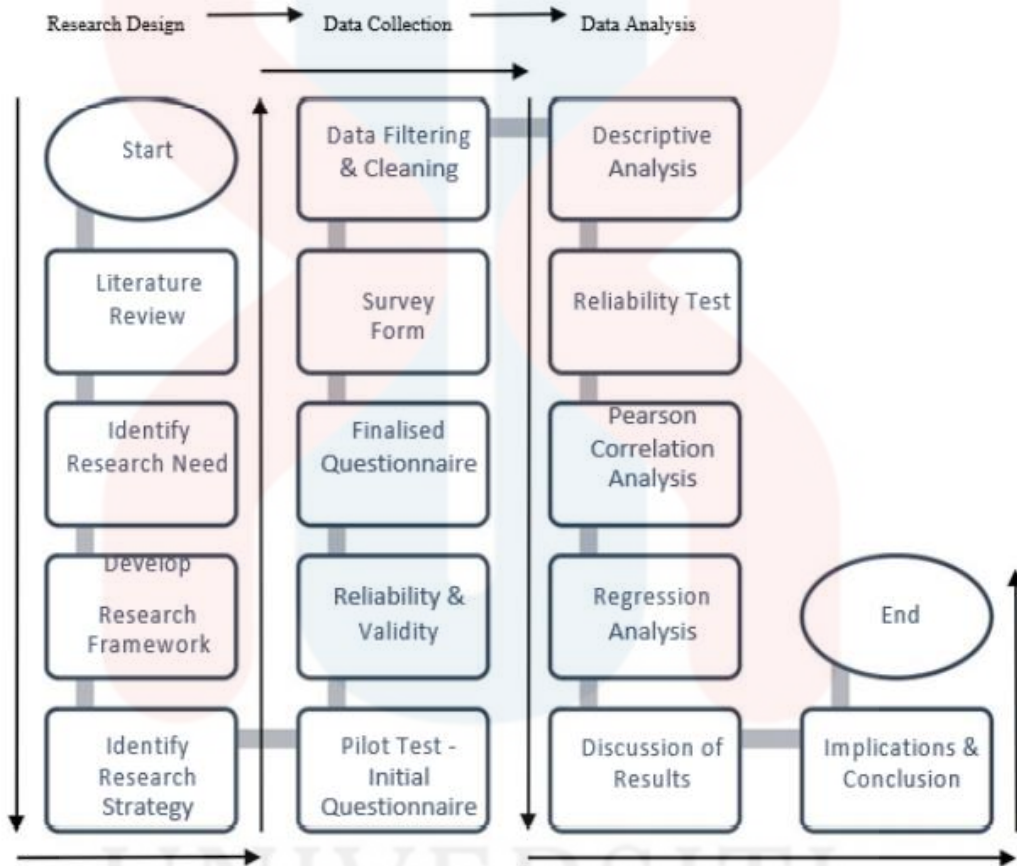 Research Design
Data Collection
Data Analysis
Start
Literature
Review
Identify
Research Need
Develop
Research
Framework
Identify
Research
Strategy
Pilot Test -
Initial
Questionnaire
Reliability &
Validity
Finalised
Questionnaire
Survey
Form
Data Filtering
& Cleaning
Descriptive
Analysis
Reliability Test
Pearson
Correlation
Analysis
Regression
Analysis
Discussion of
Results
Implications &
Conclusion
End